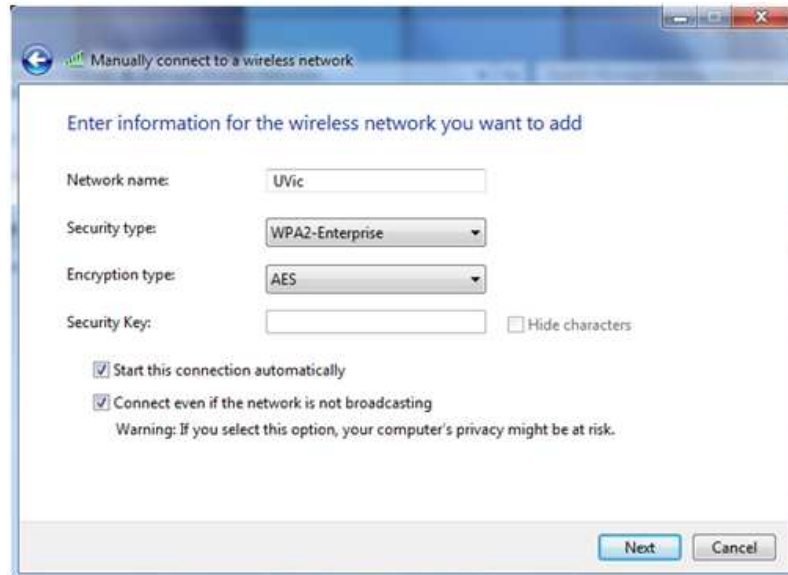 Manually connect to a wireless network
Enter information for the wireless network you want to add
Network name: UVic
Security type: WPA2-Enterprise
Encryption type: AES
Security Key: Hide characters
Start this connection automatically
Connect even if the network is not broadcasting
Warning: If you select this option, your computer's privacy might be at risk.
Next Cancel